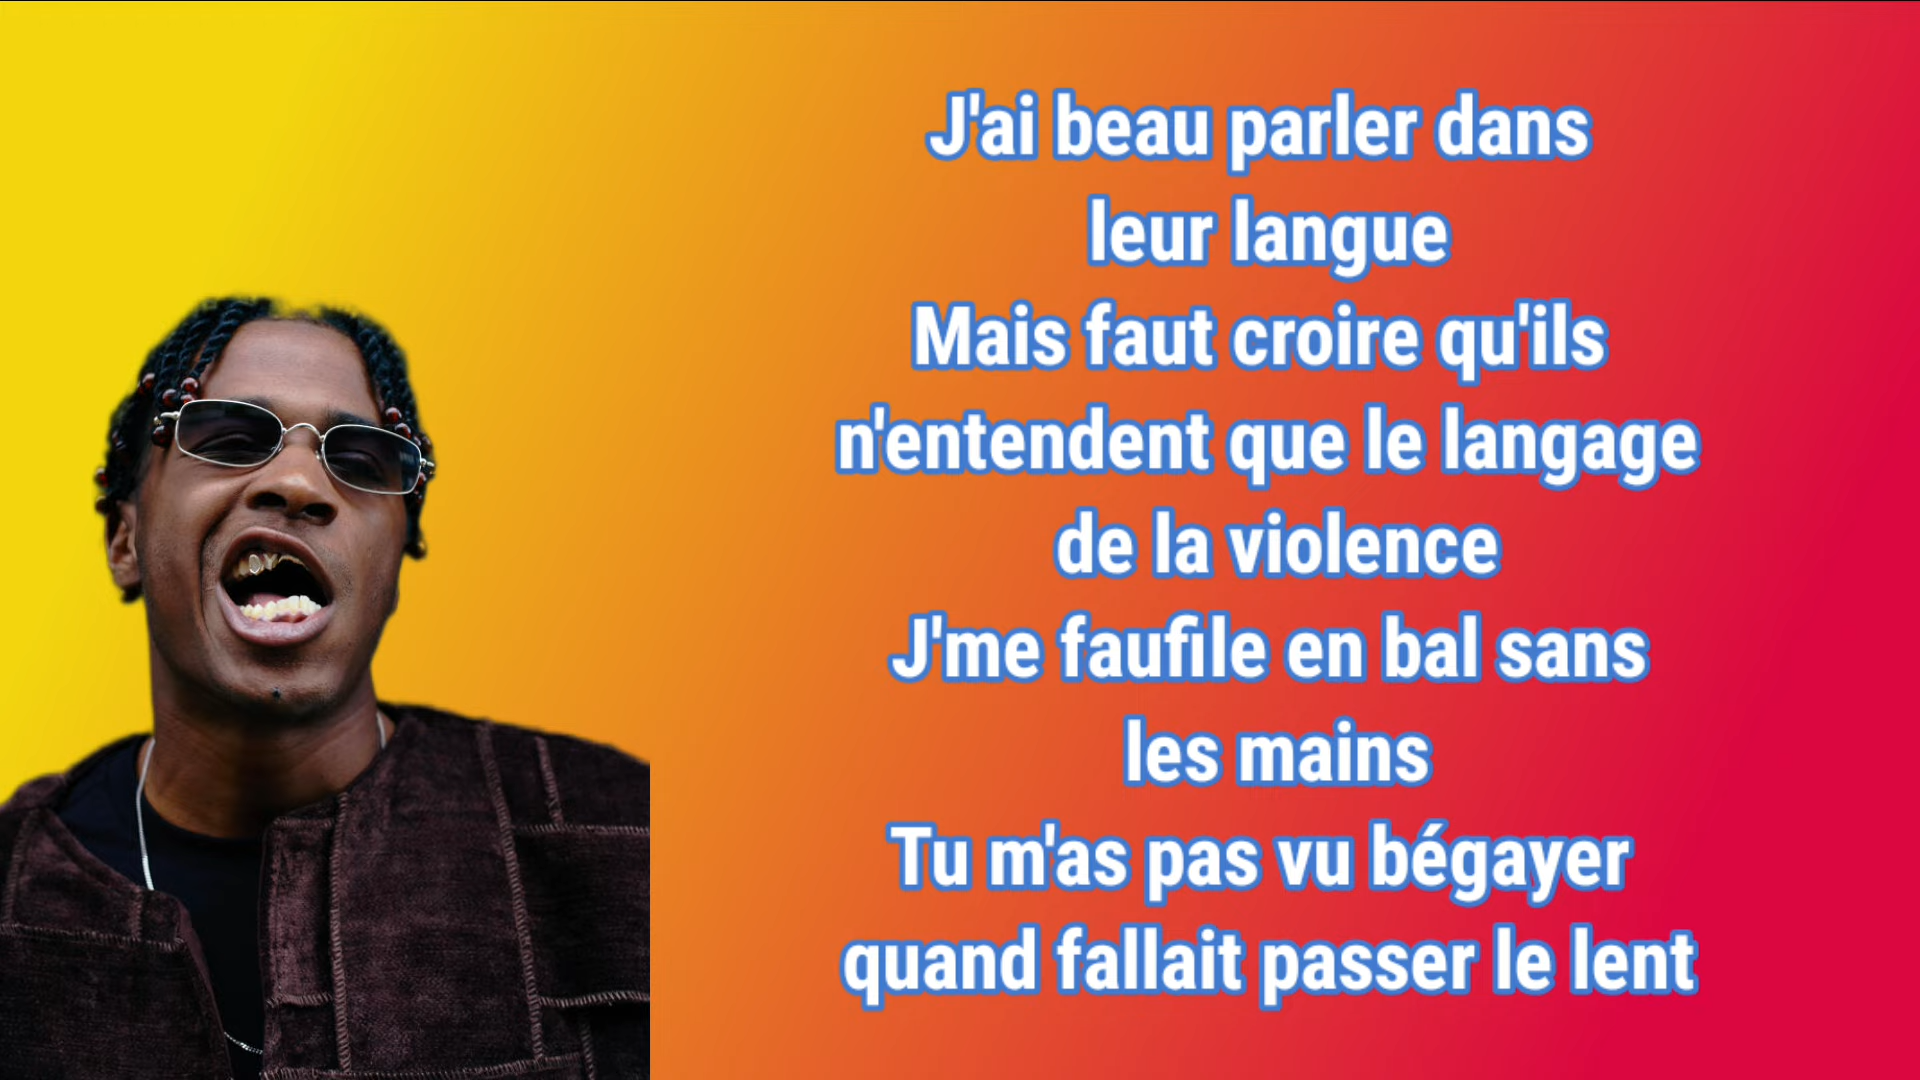 J'ai beau parler dans
leur langue
Mais faut croire qu'ils
n'entendent que le langage
de la violence
J'me faufile en bal sans
les mains
Tu m'as pas vu bégayer
quand fallait passer le lent